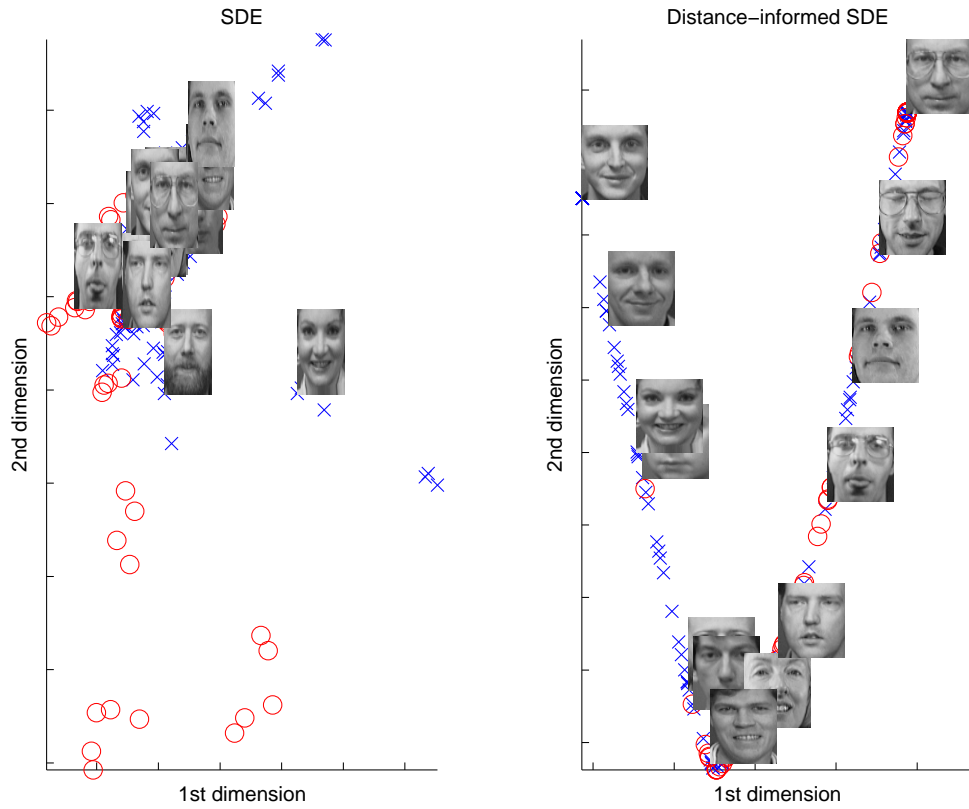 SDE
2nd dimension
1st dimension
Distance−informed SDE
2nd dimension
1st dimension